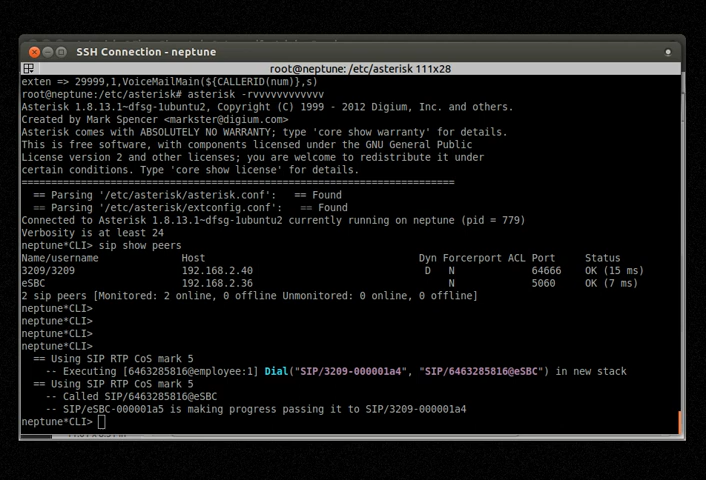 SSH Connection - neptune
root@neptune: /etc/asterisk 111x28
exten => 29999,1,VoiceMailMain(${CALLERID(num)},s)
root@neptune:/etc/asterisk# asterisk -rvvvvvvvvvvvv
Asterisk 1.8.13.1~dfsg-1ubuntu2, Copyright (C) 1999 - 2012 Digium, Inc. and others.
Created by Mark Spencer <markster@digium.com>
Asterisk comes with ABSOLUTELY NO WARRANTY; type 'core show warranty' for details.
This is free software, with components licensed under the GNU General Public
License version 2 and other licenses; you are welcome to redistribute it under
certain conditions. Type 'core show license' for details.
=========================================================================
== Parsing '/etc/asterisk/asterisk.conf': == Found
== Parsing '/etc/asterisk/extconfig.conf': == Found
Connected to Asterisk 1.8.13.1~dfsg-1ubuntu2 currently running on neptune (pid = 779)
Verbosity is at least 24
neptune*CLI> sip show peers
Name/username Host Dyn Forcerport ACL Port Status
3209/3209 192.168.2.40 D N 64666 OK (15 ms)
eSBC 192.168.2.36 N 5060 OK (7 ms)
2 sip peers [Monitored: 2 online, 0 offline Unmonitored: 0 online, 0 offline]
neptune*CLI>
neptune*CLI>
neptune*CLI>
neptune*CLI>
== Using SIP RTP CoS mark 5
-- Executing [6463285816@employee:1] Dial("SIP/3209-000001a4", "SIP/6463285816@eSBC") in new stack
== Using SIP RTP CoS mark 5
-- Called SIP/6463285816@eSBC
-- SIP/eSBC-000001a5 is making progress passing it to SIP/3209-000001a4
neptune*CLI>